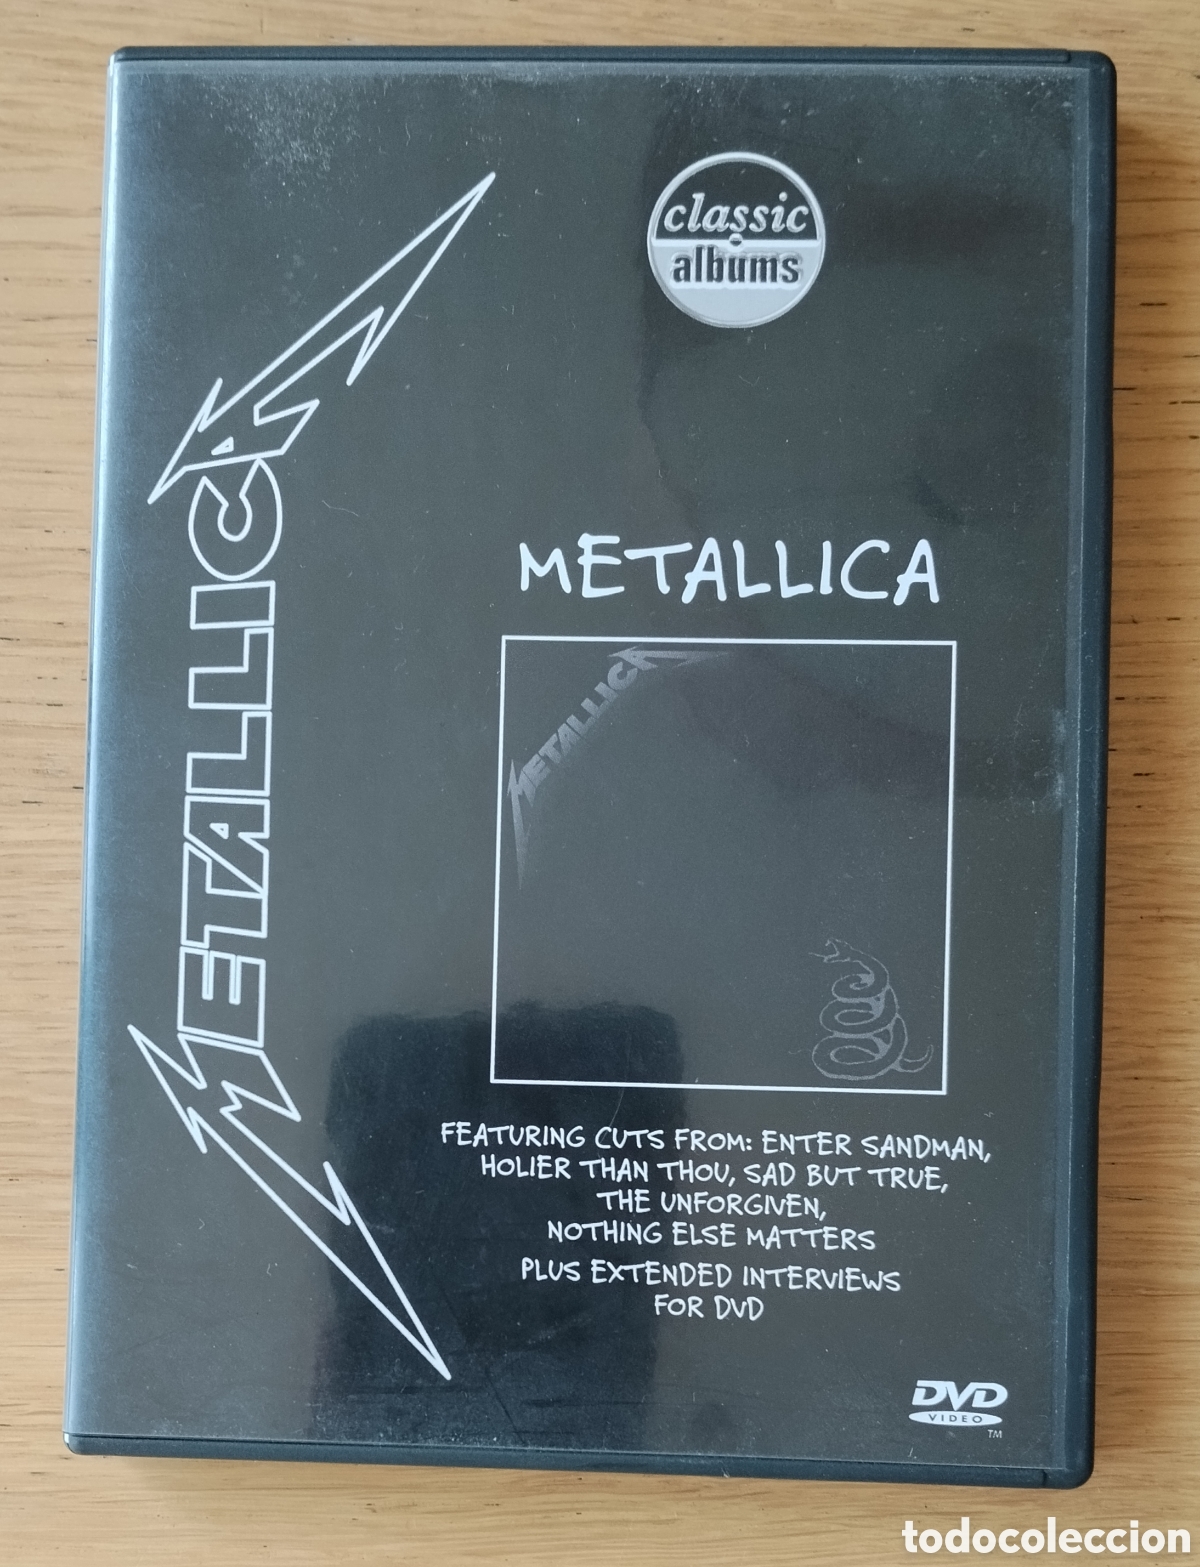 METALLICA
classic
albums
METALLICA
METALLICA
FEATURING CUTS FROM: ENTER SANDMAN,
HOLIER THAN THOU, SAD BUT TRUE,
THE UNFORGIVEN,
NOTHING ELSE MATTERS
PLUS EXTENDED INTERVIEWS
FOR DVD
DVD
VIDEO
TM
todocoleccion